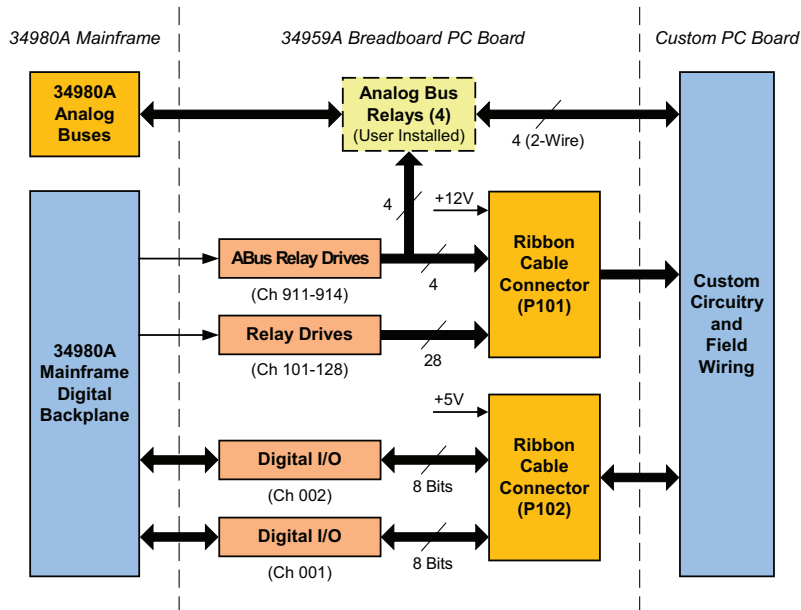 34980A Mainframe
34959A Breadboard PC Board
Custom PC Board
34980A
Analog
Buses
Analog Bus
Relays (4)
(User Installed)
4 (2-Wire)
4
+12V
ABus Relay Drives
(Ch 911-914)
4
Relay Drives
(Ch 101-128)
28
Ribbon
Cable
Connector
(P101)
Custom
Circuitry
and
Field
Wiring
34980A
Mainframe
Digital
Backplane
+5V
Digital I/O
(Ch 002)
8 Bits
Digital I/O
(Ch 001)
8 Bits
Ribbon
Cable
Connector
(P102)